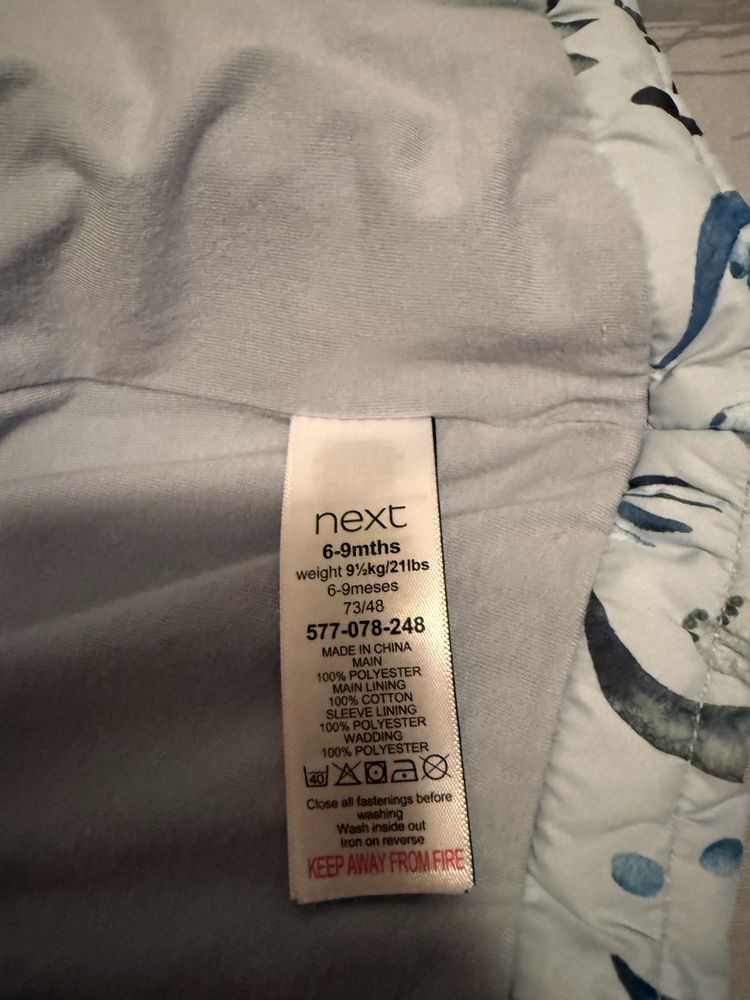 next
6-9mths
weight 9½kg/21lbs
6-9meses
73/48
577-078-248
MADE IN CHINA
MAIN
100% POLYESTER
MAIN LINING
100% COTTON
SLEEVE LINING
100% POLYESTER
WADDING
100% POLYESTER
40
Close all fastenings before
washing
Wash inside out
Iron on reverse
KEEP AWAY FROM FIRE